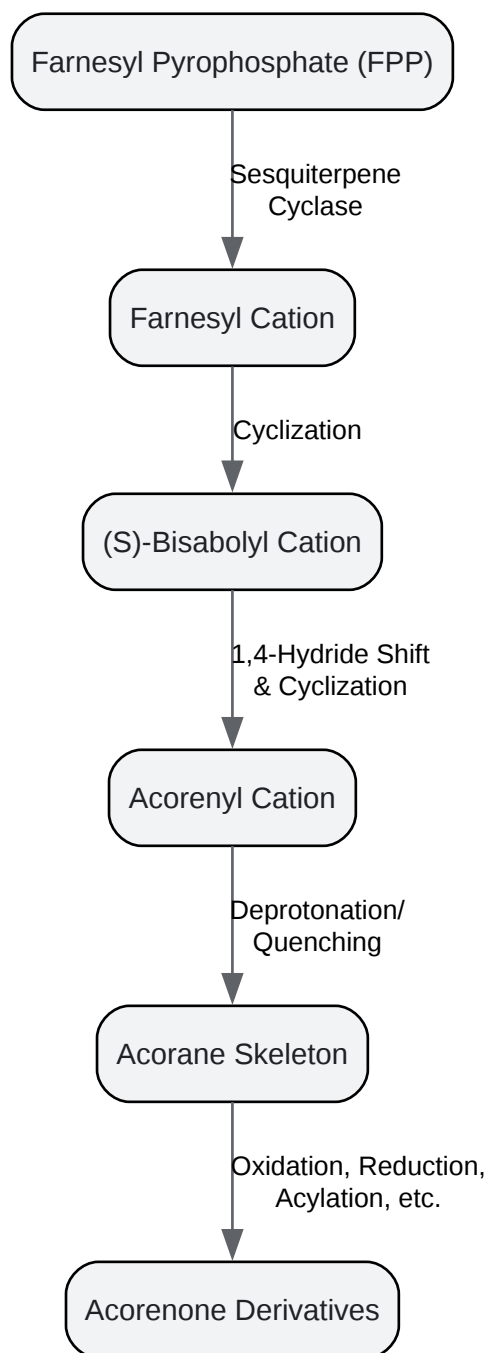 Farnesyl Pyrophosphate (FPP)
Sesquiterpene
Cyclase
Farnesyl Cation
Cyclization
(S)-Bisabolyl Cation
1,4-Hydride Shift
& Cyclization
Acorenyl Cation
Deprotonation/
Quenching
Acorane Skeleton
Oxidation, Reduction,
Acylation, etc.
Acorenone Derivatives